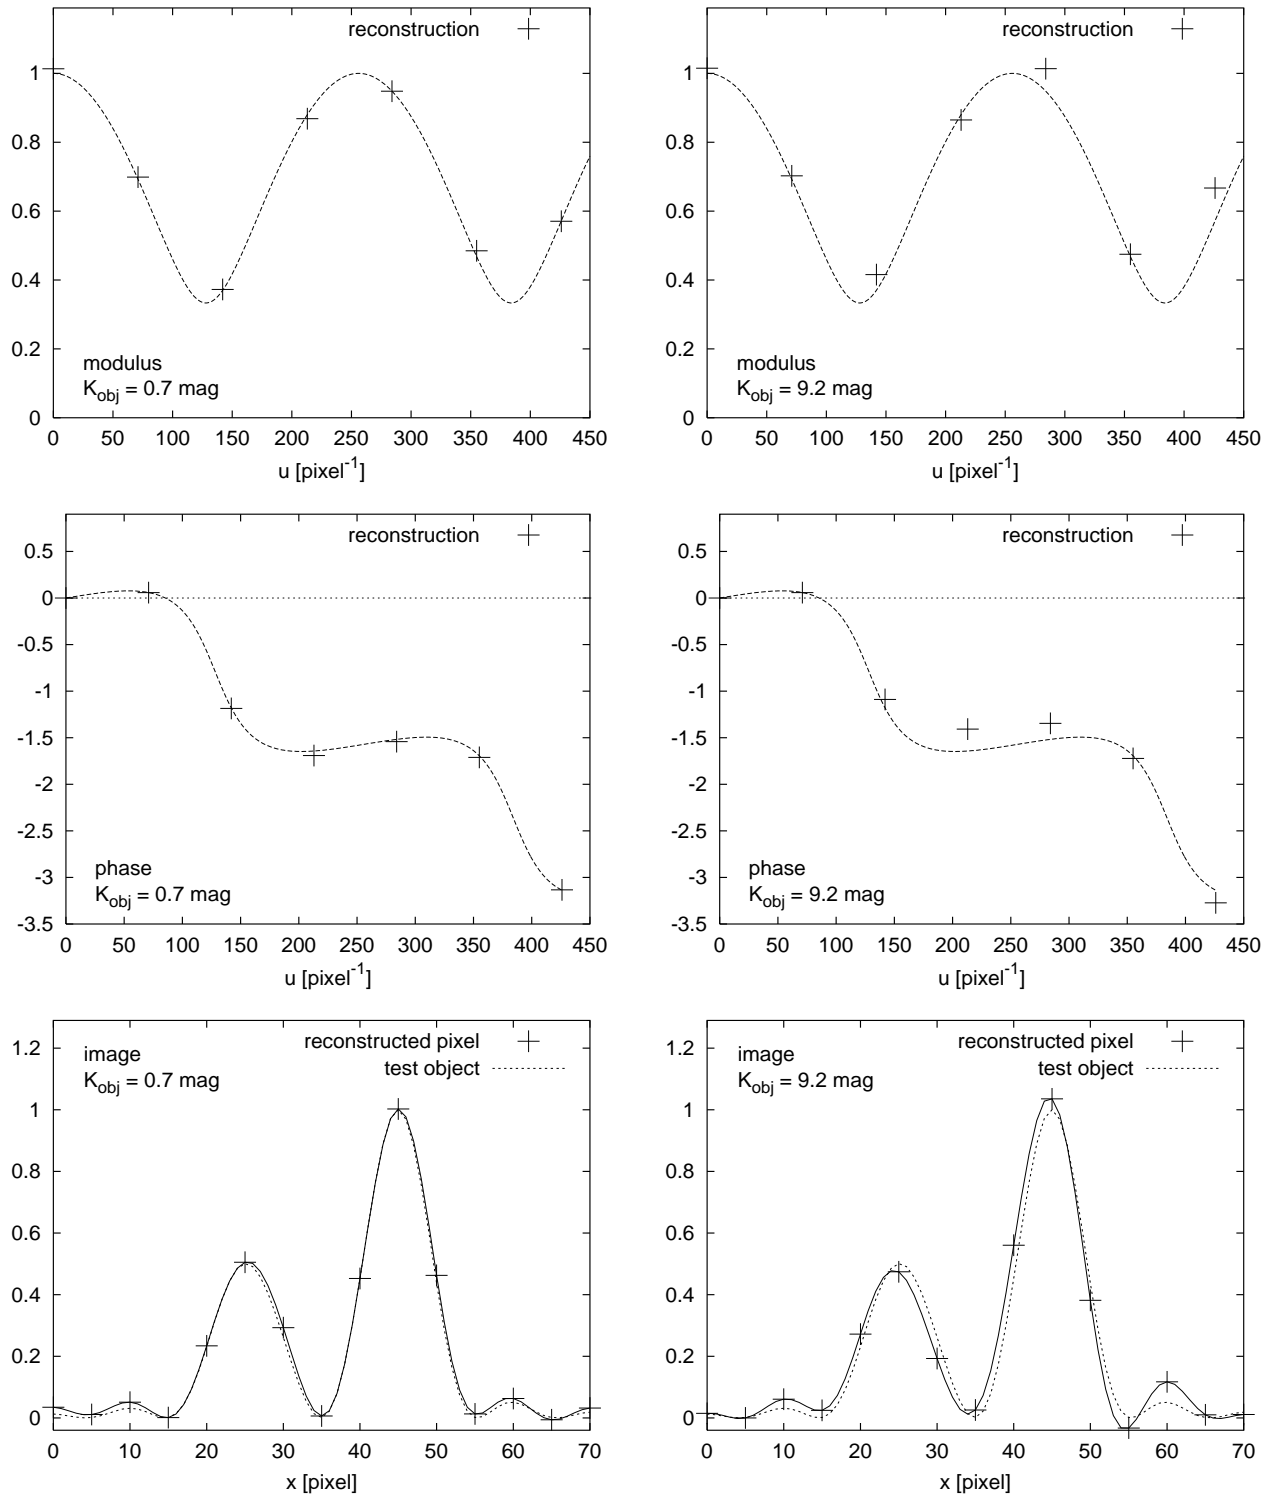 reconstruction
1
0.8
0.6
0.4
0.2
0
modulus
K_obj = 0.7 mag
0 50 100 150 200 250 300 350 400 450
u [pixel^-1]
reconstruction
1
0.8
0.6
0.4
0.2
0
modulus
K_obj = 9.2 mag
0 50 100 150 200 250 300 350 400 450
u [pixel^-1]
reconstruction
0.5
0
-0.5
-1
-1.5
-2
-2.5
-3
-3.5
phase
K_obj = 0.7 mag
0 50 100 150 200 250 300 350 400 450
u [pixel^-1]
reconstruction
0.5
0
-0.5
-1
-1.5
-2
-2.5
-3
-3.5
phase
K_obj = 9.2 mag
0 50 100 150 200 250 300 350 400 450
u [pixel^-1]
image
K_obj = 0.7 mag
reconstructed pixel
test object
1.2
1
0.8
0.6
0.4
0.2
0
0 10 20 30 40 50 60 70
x [pixel]
image
K_obj = 9.2 mag
reconstructed pixel
test object
1.2
1
0.8
0.6
0.4
0.2
0
0 10 20 30 40 50 60 70
x [pixel]